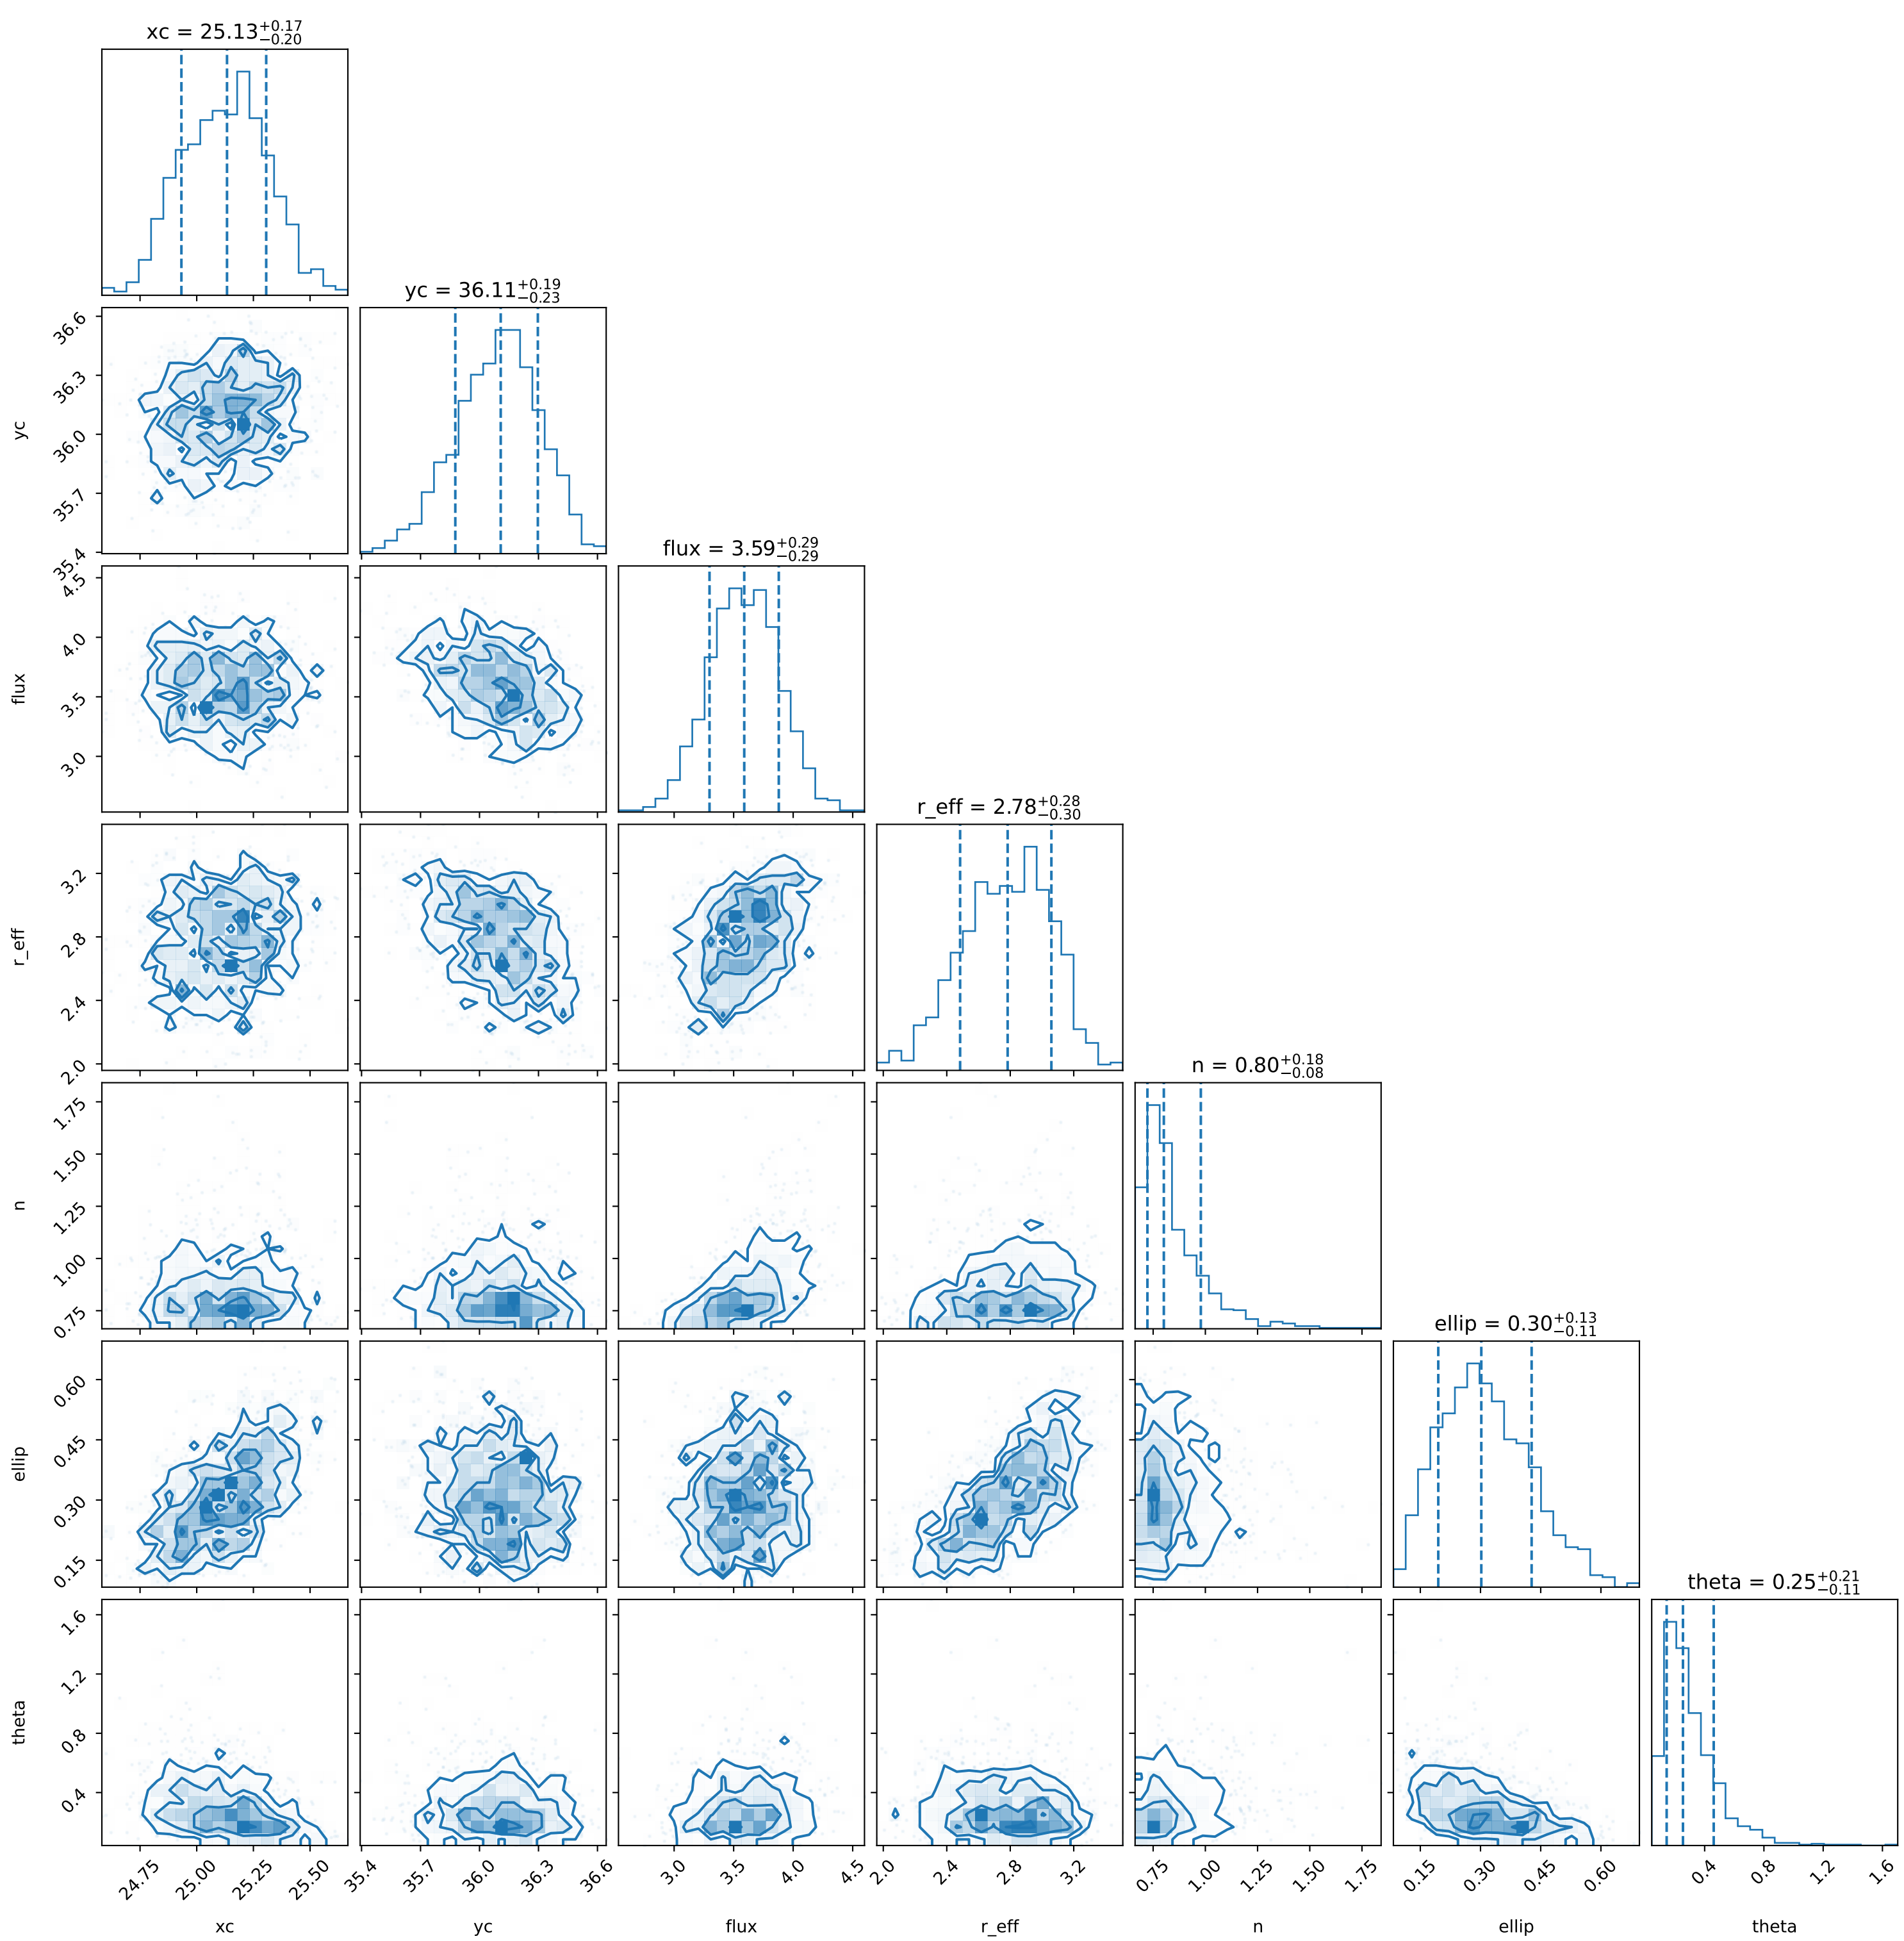 xc = 25.13+0.17 −0.20
yc = 36.11+0.19 −0.23
36.6
36.3
36.0
35.7
35.4
yc
flux = 3.59+0.29 −0.29
4.5
4.0
3.5
3.0
flux
r_eff = 2.78+0.28 −0.30
3.2
2.8
2.4
2.0
r_eff
n = 0.80+0.18 −0.08
1.75
1.50
1.25
1.00
0.75
n
ellip = 0.30+0.13 −0.11
0.60
0.45
0.30
0.15
ellip
theta = 0.25+0.21 −0.11
1.6
1.2
0.8
0.4
theta
24.75 25.00 25.25 25.50 35.4 35.7 36.0 36.3 36.6 3.0 3.5 4.0 4.5 2.0 2.4 2.8 3.2 0.75 1.00 1.25 1.50 1.75 0.15 0.30 0.45 0.60 0.4 0.8 1.2 1.6
xc yc flux r_eff n ellip theta